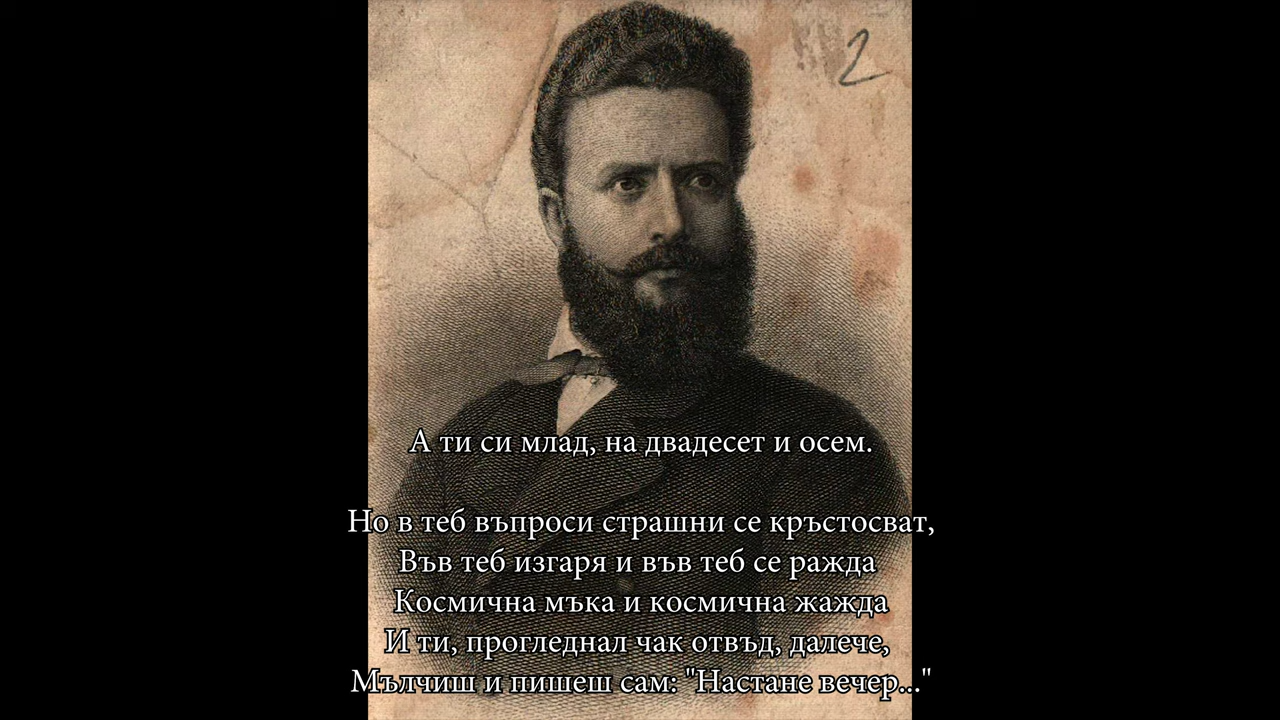 2
А ти си млад, на двадесет и осем.
Но в теб въпроси страшни се кръстосват,
Във теб изгаря и във теб се ражда
Космична мъка и космична жажда
И ти, прогледнал чак отвъд, далече,
Мълчиш и пишеш сам: "Настане вечер..."